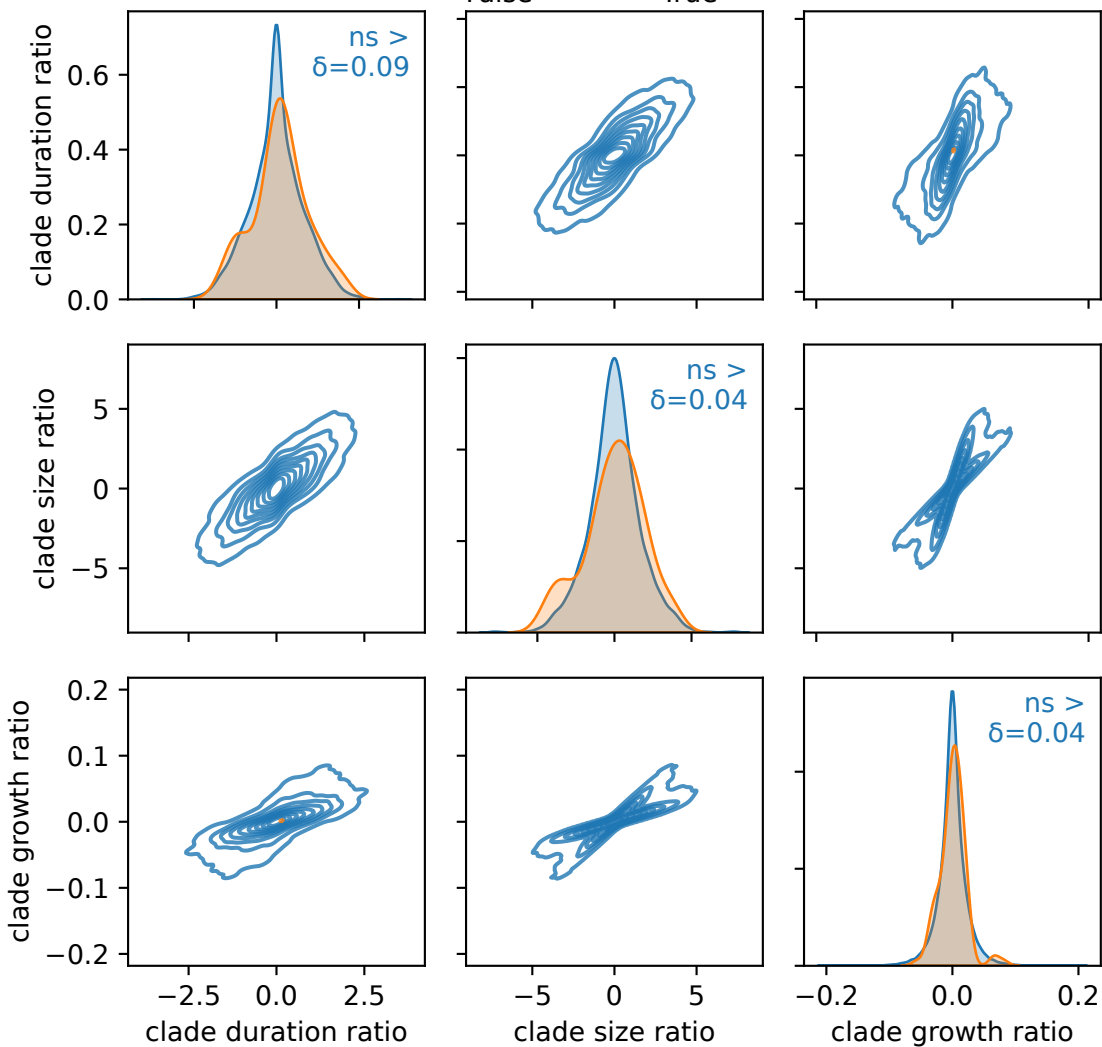 True
clade duration ratio
0.6
0.4
0.2
0.0
ns >
δ=0.09
clade size ratio
5
0
−5
ns >
δ=0.04
clade growth ratio
0.2
0.1
0.0
−0.1
−0.2
ns >
δ=0.04
−2.5 0.0 2.5
−5 0 5
−0.2 0.0 0.2
clade duration ratio
clade size ratio
clade growth ratio